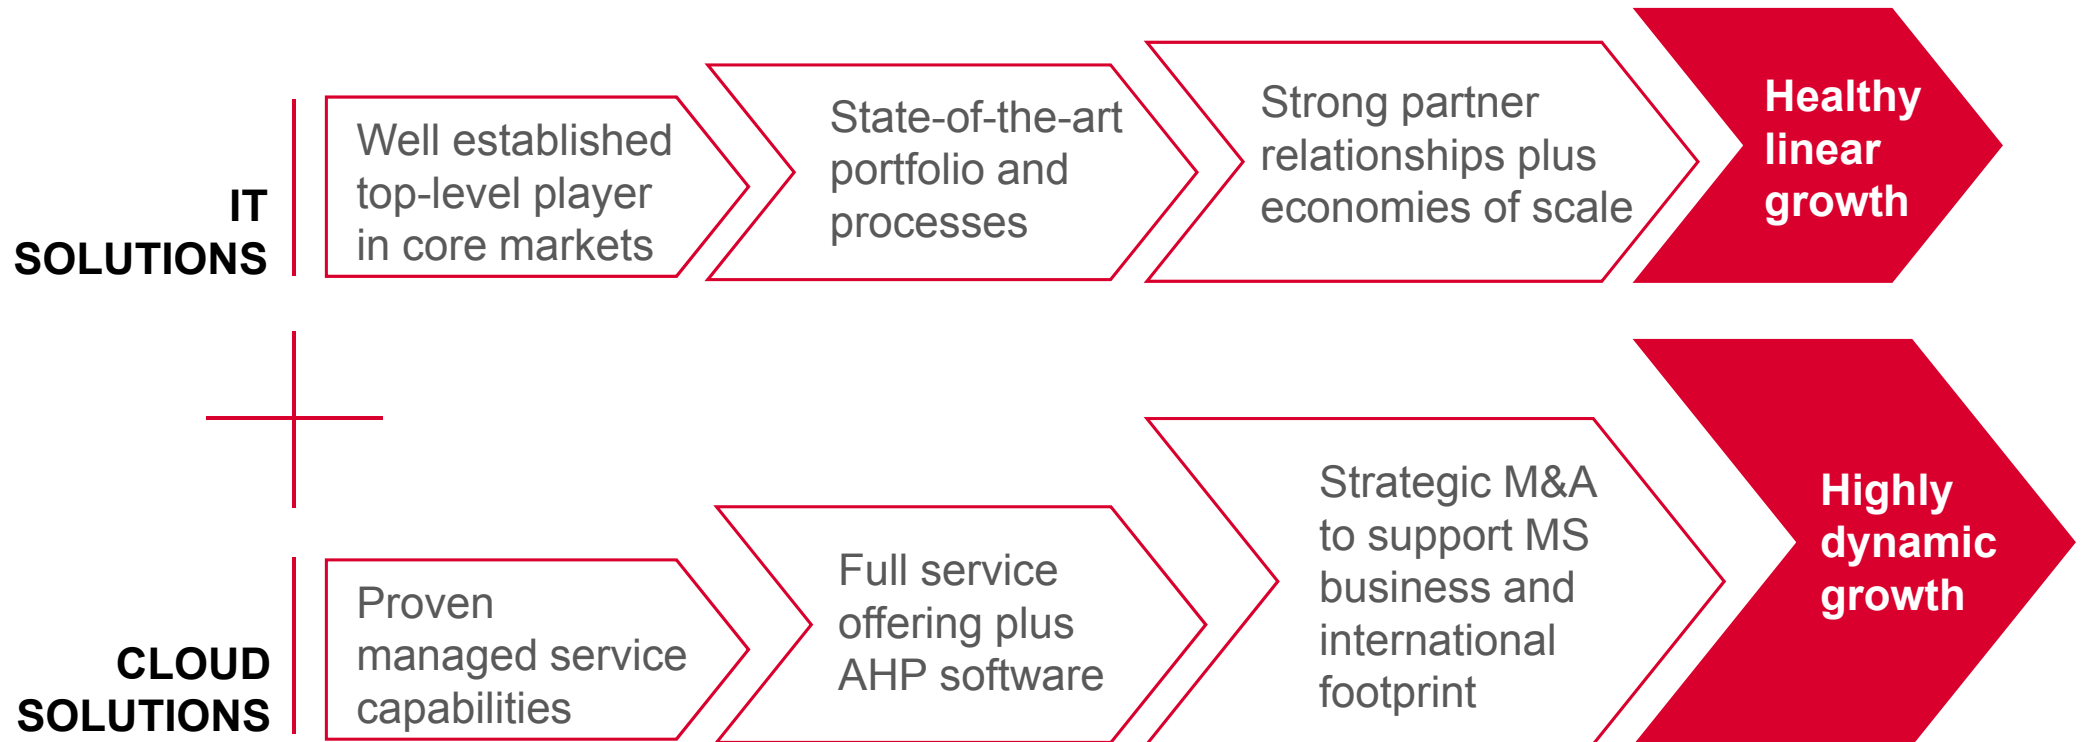 IT
SOLUTIONS
Well established
top-level player
in core markets
State-of-the-art
portfolio and
processes
Strong partner
relationships plus
economies of scale
Healthy
linear
growth
CLOUD
SOLUTIONS
Proven
managed service
capabilities
Full service
offering plus
AHP software
Strategic M&A
to support MS
business and
international
footprint
Highly
dynamic
growth